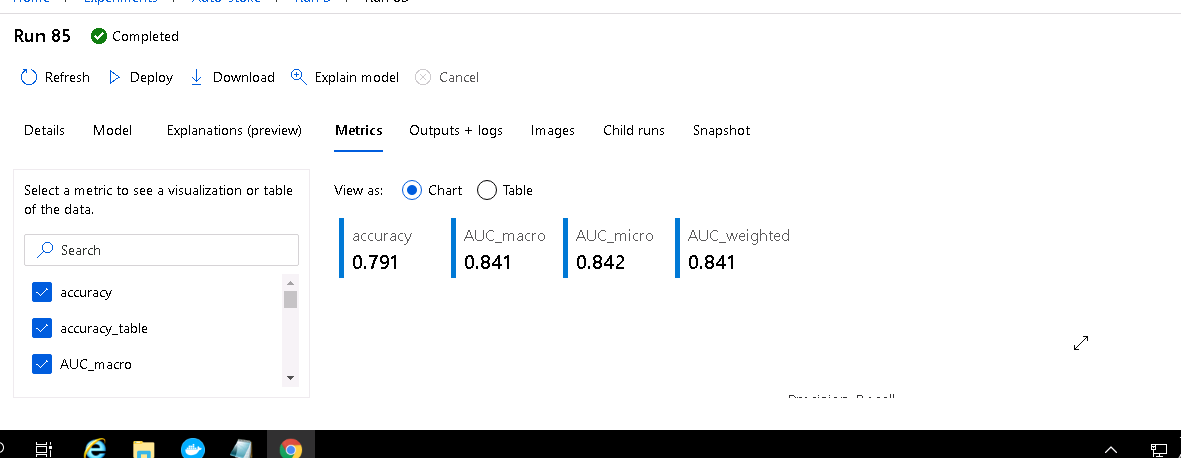 Home / Experiments / Auto-stoke / Run 5 / Run 85
Run 85 Completed
Refresh Deploy Download Explain model Cancel
Details Model Explanations (preview) Metrics Outputs + logs Images Child runs Snapshot
Select a metric to see a visualization or table
of the data.
Search
accuracy
accuracy_table
AUC_macro
View as: Chart Table
accuracy AUC_macro AUC_micro AUC_weighted
0.791 0.841 0.842 0.841
Precision-Recall